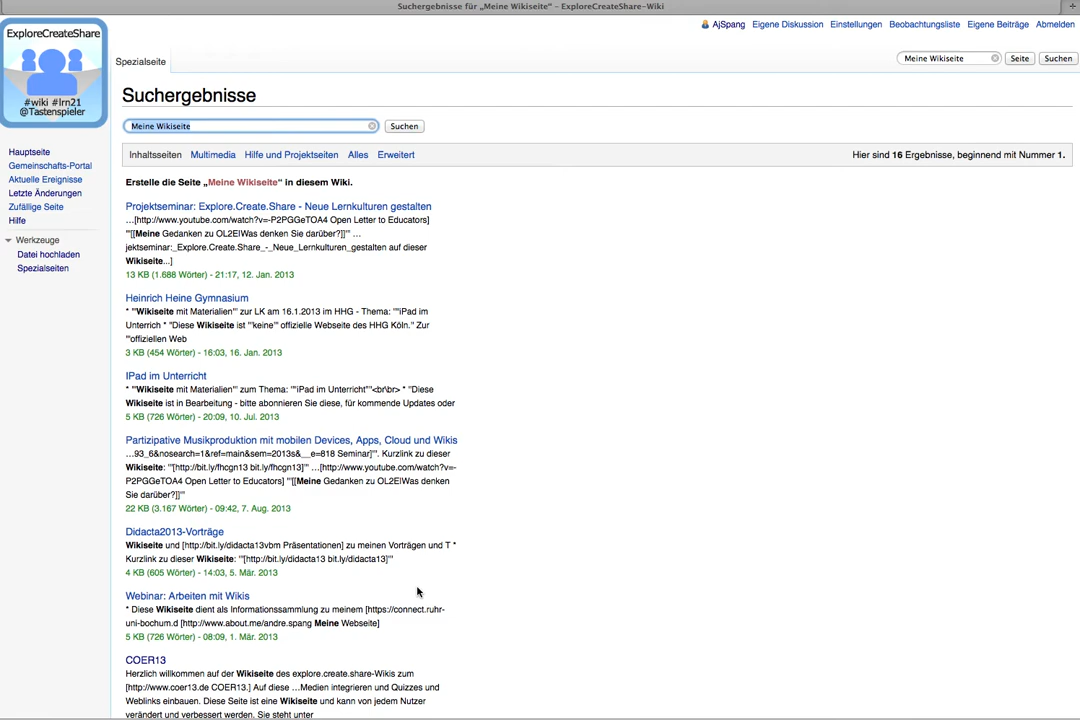 Suchergebnisse für „Meine Wikiseite" – ExploreCreateShare-Wiki
AjSpang Eigene Diskussion Einstellungen Beobachtungsliste Eigene Beiträge Abmelden
ExploreCreateShare
#wiki #lrn21
@Tastenspieler
Spezialseite
Meine Wikiseite Seite Suchen
Suchergebnisse
Meine Wikiseite Suchen
Hauptseite
Gemeinschafts-Portal
Aktuelle Ereignisse
Letzte Änderungen
Zufällige Seite
Hilfe
Werkzeuge
Datei hochladen
Spezialseiten
Inhaltsseiten Multimedia Hilfe und Projektseiten Alles Erweitert Hier sind 16 Ergebnisse, beginnend mit Nummer 1.
Erstelle die Seite „Meine Wikiseite" in diesem Wiki.
Projektseminar: Explore.Create.Share - Neue Lernkulturen gestalten
…[http://www.youtube.com/watch?v=-P2PGGeTOA4 Open Letter to Educators]
'''[[Meine Gedanken zu OL2E|Was denken Sie darüber?]]''' …
jektseminar:_Explore.Create.Share_-_Neue_Lernkulturen_gestalten auf dieser
Wikiseite...]
13 KB (1.688 Wörter) - 21:17, 12. Jan. 2013
Heinrich Heine Gymnasium
* '''Wikiseite mit Materialien''' zur LK am 16.1.2013 im HHG - Thema: '''"iPad im
Unterrich * "Diese Wikiseite ist '''keine''' offizielle Webseite des HHG Köln." Zur
'''offiziellen Web
3 KB (454 Wörter) - 16:03, 16. Jan. 2013
IPad im Unterricht
* '''Wikiseite mit Materialien''' zum Thema: '''"iPad im Unterricht"'''<br\br> * "Diese
Wikiseite ist in Bearbeitung - bitte abonnieren Sie diese, für kommende Updates oder
5 KB (726 Wörter) - 20:09, 10. Jul. 2013
Partizipative Musikproduktion mit mobilen Devices, Apps, Cloud und Wikis
…93_6&nosearch=1&ref=main&sem=2013s&__e=818 Seminar]'''. Kurzlink zu dieser
Wikiseite: '''[http://bit.ly/fhcgn13 bit.ly/fhcgn13]''' …[http://www.youtube.com/watch?v=-
P2PGGeTOA4 Open Letter to Educators] '''[[Meine Gedanken zu OL2E|Was denken
Sie darüber?]]'''
22 KB (3.167 Wörter) - 09:42, 7. Aug. 2013
Didacta2013-Vorträge
Wikiseite und [http://bit.ly/didacta13vbm Präsentationen] zu meinen Vorträgen und T *
Kurzlink zu dieser Wikiseite: '''[http://bit.ly/didacta13 bit.ly/didacta13]'''
4 KB (605 Wörter) - 14:03, 5. Mär. 2013
Webinar: Arbeiten mit Wikis
* Diese Wikiseite dient als Informationssammlung zu meinem [https://connect.ruhr-
uni-bochum.d [http://www.about.me/andre.spang Meine Webseite]
5 KB (726 Wörter) - 08:09, 1. Mär. 2013
COER13
Herzlich willkommen auf der Wikiseite des explore.create.share-Wikis zum
[http://www.coer13.de COER13.] Auf diese …Medien integrieren und Quizzes und
Weblinks einbauen. Diese Seite ist eine Wikiseite und kann von jedem Nutzer
verändert und verbessert werden. Sie steht unter